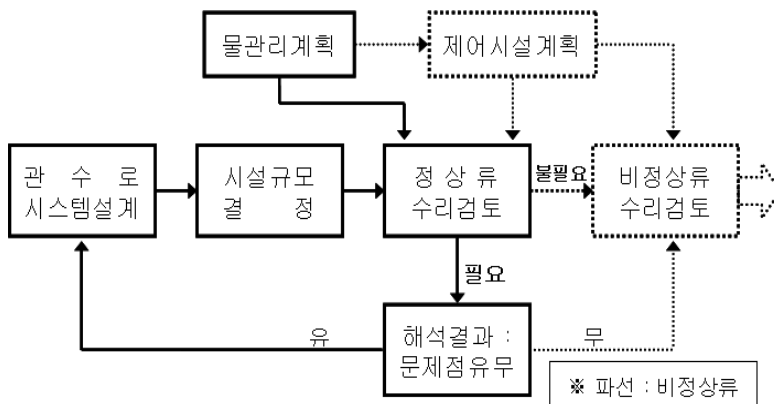 물관리계획
제어시설계획
관 수 로
시스템설계
시설규모
결 정
정 상 류
수리검토
불필요
비정상류
수리검토
필요
유
해석결과 :
문제점유무
무
※ 파선 : 비정상류